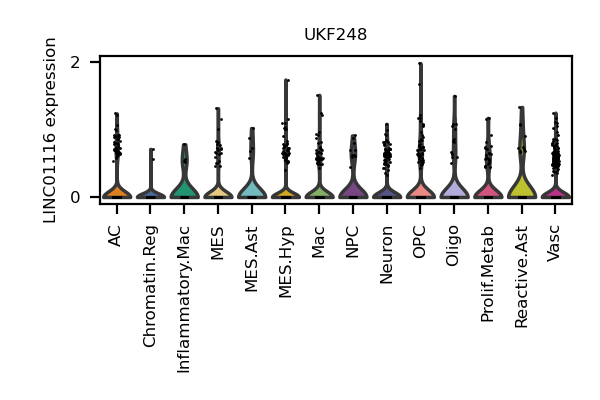 UKF248
LINC01116 expression
2
0
AC
Chromatin.Reg
Inflammatory.Mac
MES
MES.Ast
MES.Hyp
Mac
NPC
Neuron
OPC
Oligo
Prolif.Metab
Reactive.Ast
Vasc